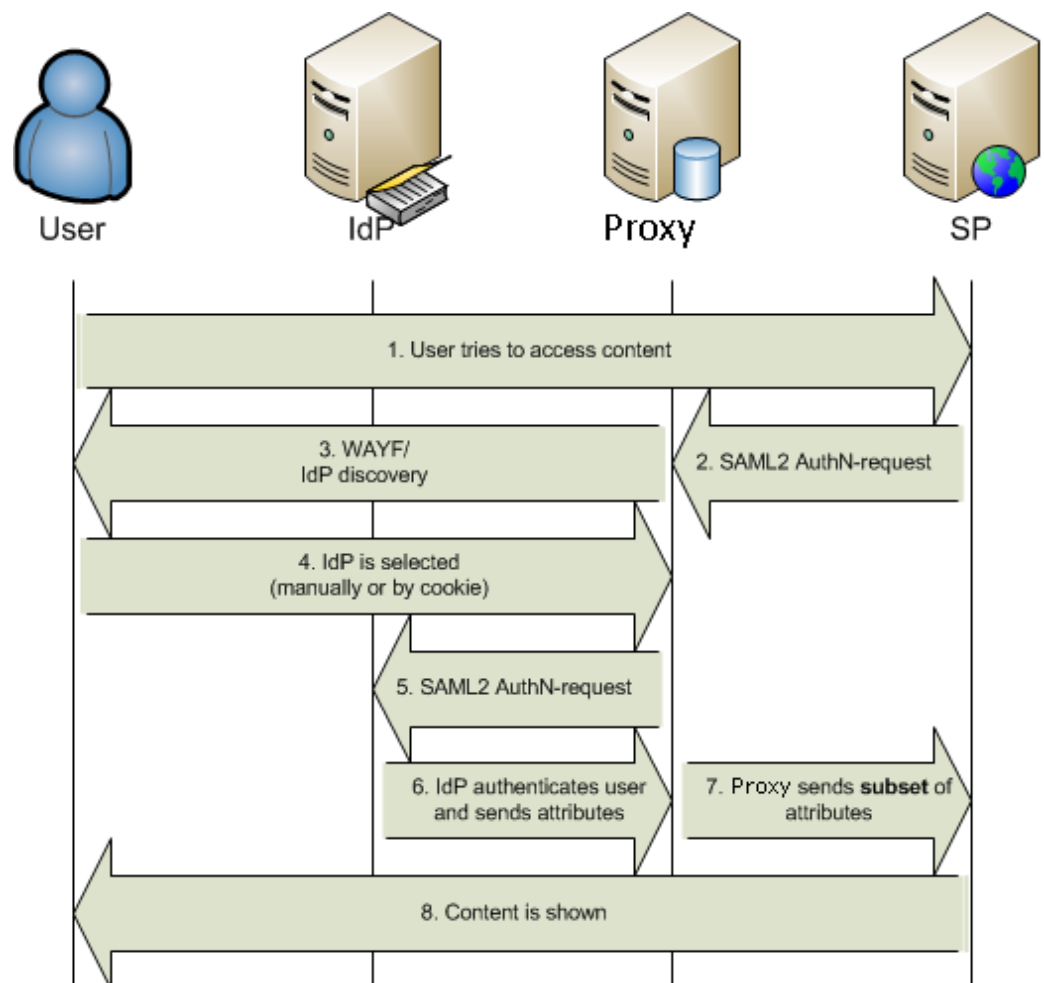 User
IdP
Proxy
SP
1. User tries to access content
3. WAYF/
IdP discovery
2. SAML2 AuthN-request
4. IdP is selected
(manually or by cookie)
5. SAML2 AuthN-request
6. IdP authenticates user
and sends attributes
7. Proxy sends subset of
attributes
8. Content is shown